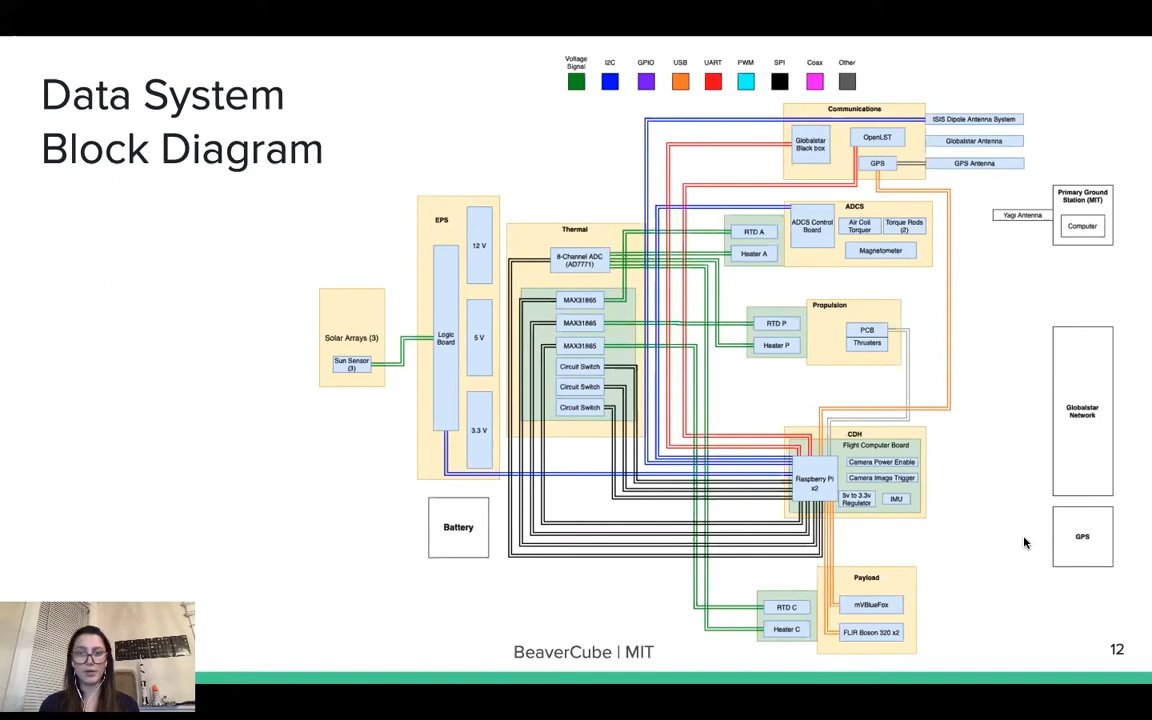 Data System
Block Diagram
Voltage
Signal
I2C
GPIO
USB
UART
PWM
SPI
Coax
Other
Communications
Globalstar
Black box
OpenLST
GPS
ISIS Dipole Antenna System
Globalstar Antenna
GPS Antenna
Primary Ground
Station (MIT)
Yagi Antenna
Computer
EPS
12 V
5 V
3.3 V
Logic
Board
Solar Arrays (3)
Sun Sensor
(3)
Battery
Thermal
8-Channel ADC
(AD7771)
MAX31865
MAX31865
MAX31865
Circuit Switch
Circuit Switch
Circuit Switch
RTD A
Heater A
ADCS
ADCS Control
Board
Air Coil
Torquer
Torque Rods
(2)
Magnetometer
RTD P
Heater P
Propulsion
PCB
Thrusters
Globalstar
Network
CDH
Flight Computer Board
Raspberry Pi
x2
Camera Power Enable
Camera Image Trigger
5v to 3.3v
Regulator
IMU
GPS
Payload
RTD C
Heater C
mVBlueFox
FLIR Boson 320 x2
BeaverCube | MIT
12